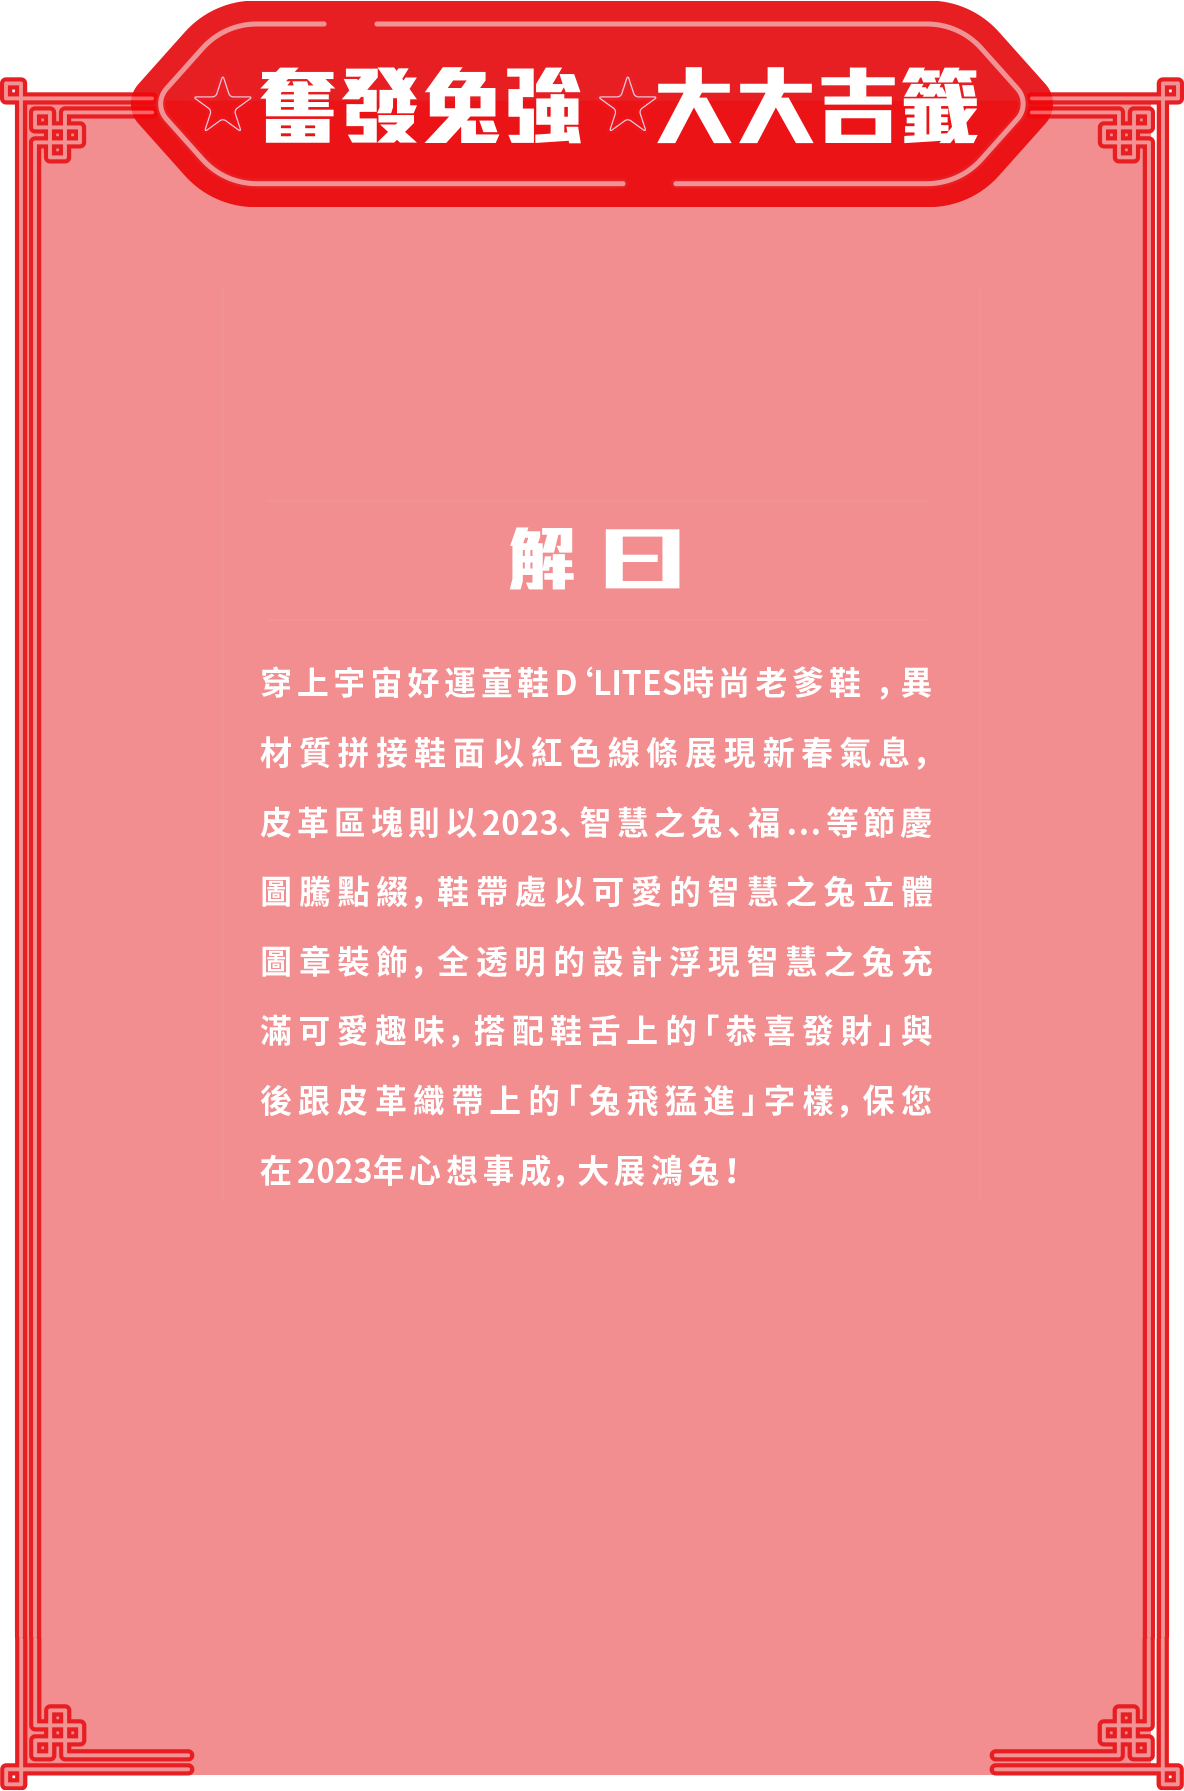 ☆奮發免強☆大大吉籤
解曰
穿上宇宙好運童鞋D‘LITES時尚老爹鞋 ，異
材質拼接鞋面以紅色線條展現新春氣息，
皮革區塊則以2023、智慧之兔、福...等節慶
圖騰點綴，鞋帶處以可愛的智慧之兔立體
圖章裝飾，全透明的設計浮現智慧之兔充
滿可愛趣味，搭配鞋舌上的「恭喜發財」與
後跟皮革織帶上的「兔飛猛進」字樣，保您
在2023年心想事成，大展鴻兔！